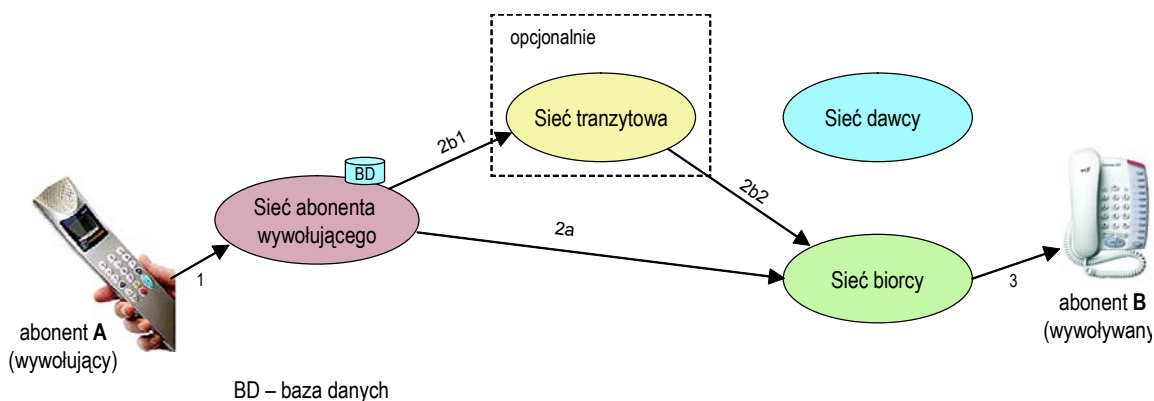 opcjonalnie
Sieć tranzytowa
Sieć dawcy
2b1
BD
2b2
Sieć abonenta
wywołującego
2a
Sieć biorcy
1
3
abonent A
(wywołujący)
abonent B
(wywoływany
BD – baza danych